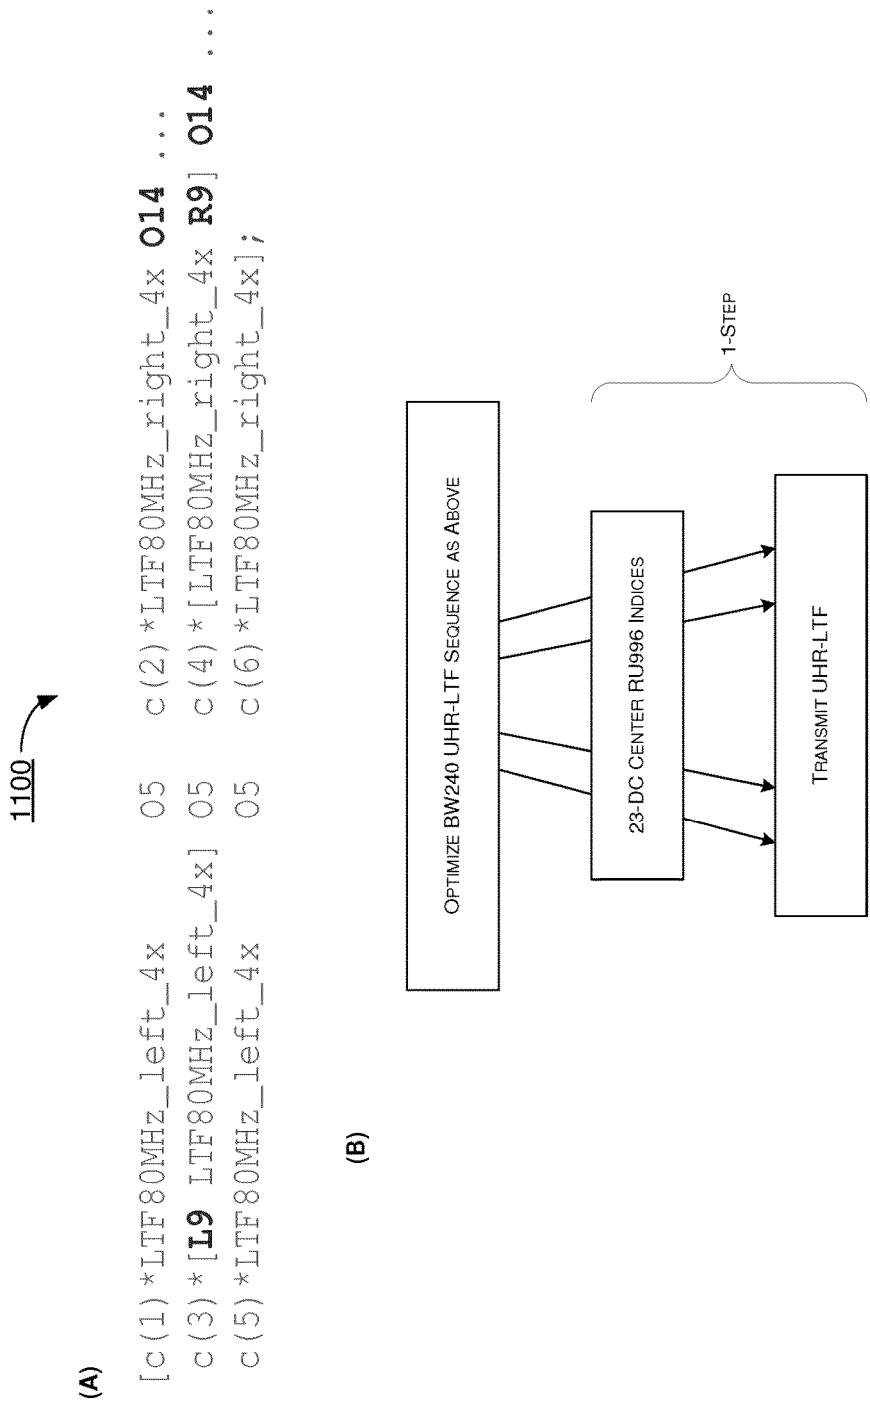 1100
(A)
[c(1)*LTF80MHz_left_4x O5 c(2)*LTF80MHz_right_4x O14 ...
c(3)*[L9 LTF80MHz_left_4x] O5 c(4)*[LTF80MHz_right_4x R9] O14 ...
c(5)*LTF80MHz_left_4x O5 c(6)*LTF80MHz_right_4x];
(B)
OPTIMIZE BW240 UHR-LTF SEQUENCE AS ABOVE
23-DC CENTER RU996 INDICES
1-STEP
TRANSMIT UHR-LTF